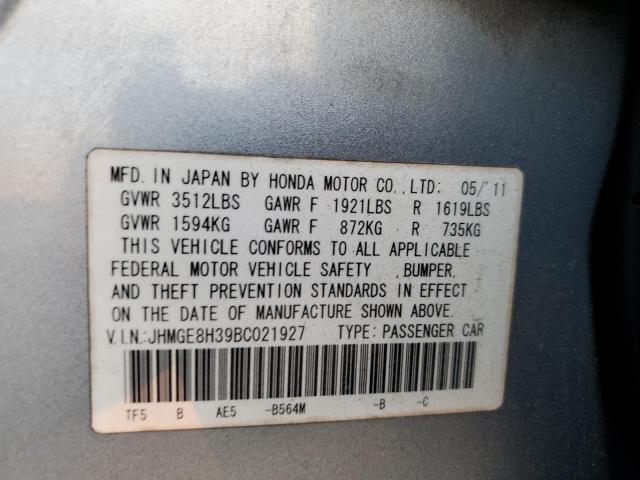 MFD. IN JAPAN BY HONDA MOTOR CO.,LTD: 05/'11
GVWR 3512LBS GAWR F 1921LBS R 1619LBS
GVWR 1594KG GAWR F 872KG R 735KG
THIS VEHICLE CONFORMS TO ALL APPLICABLE
FEDERAL MOTOR VEHICLE SAFETY ,BUMPER,
AND THEFT PREVENTION STANDARDS IN EFFECT
ON THE DATE OF MANUFACTURE SHOWN ABOVE.
V.I.N.:JHMGE8H39BC021927 TYPE: PASSENGER CAR
TF5 B AE5 -B564M -B -C